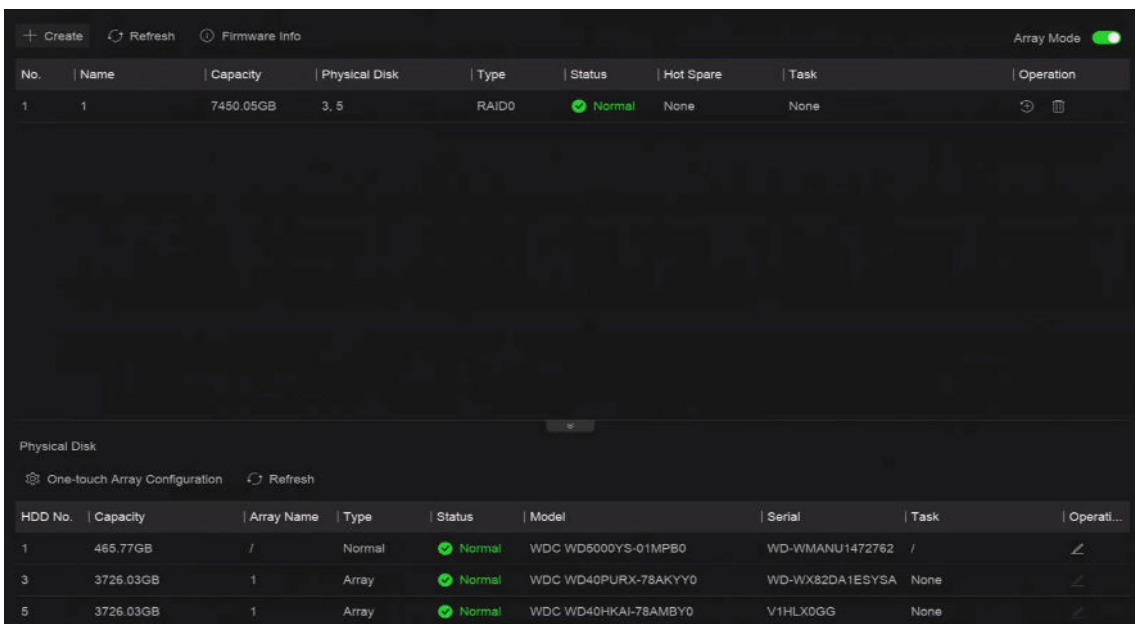 Create Refresh Firmware Info Array Mode
No. Name Capacity Physical Disk Type Status Hot Spare Task Operation
1 1 7450.05GB 3, 5 RAID0 Normal None None
Physical Disk
One-touch Array Configuration Refresh
HDD No. Capacity Array Name Type Status Model Serial Task Operati...
1 465.77GB / Normal Normal WDC WD5000YS-01MPB0 WD-WMANU1472762 /
3 3726.03GB 1 Array Normal WDC WD40PURX-78AKYY0 WD-WX82DA1ESYSA None
5 3726.03GB 1 Array Normal WDC WD40HKAI-78AMBY0 V1HLX0GG None